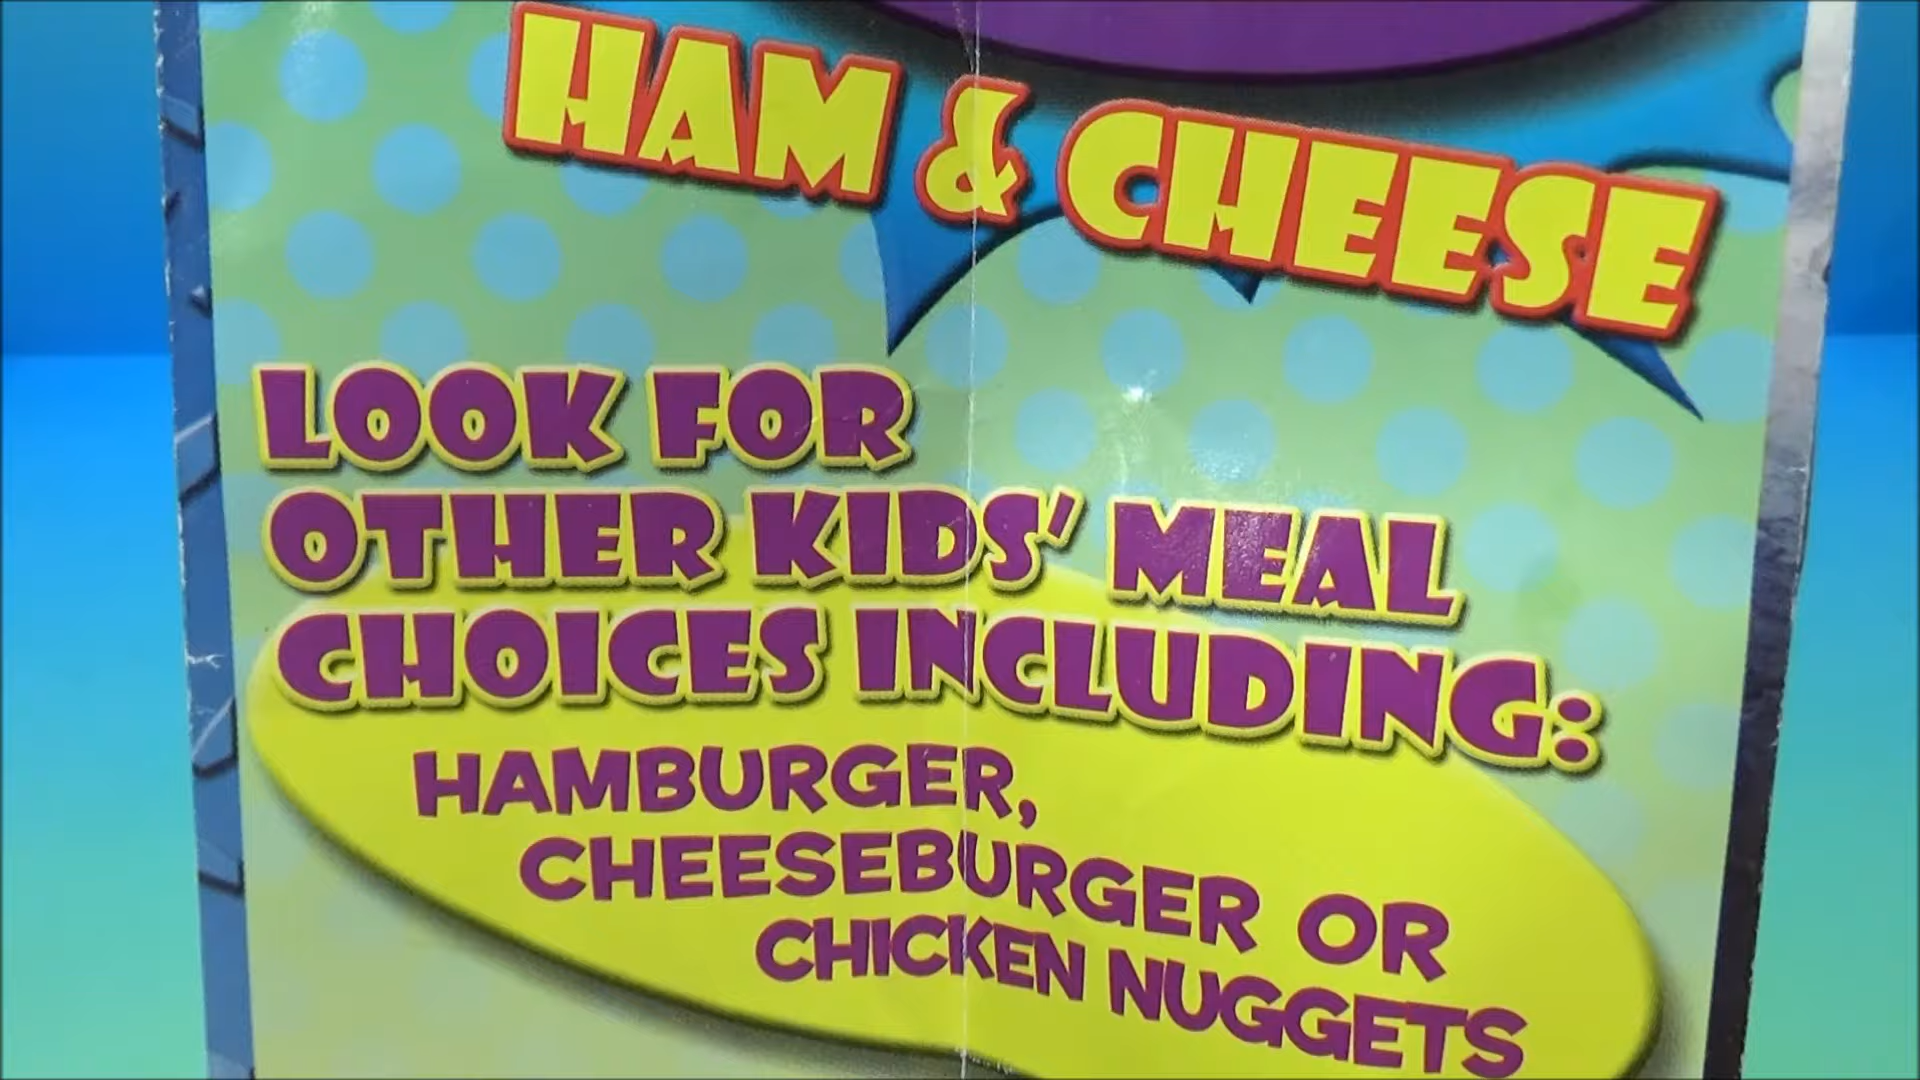 HAM & CHEESE
LOOK FOR
OTHER KIDS' MEAL
CHOICES INCLUDING:
HAMBURGER,
CHEESEBURGER OR
CHICKEN NUGGETS